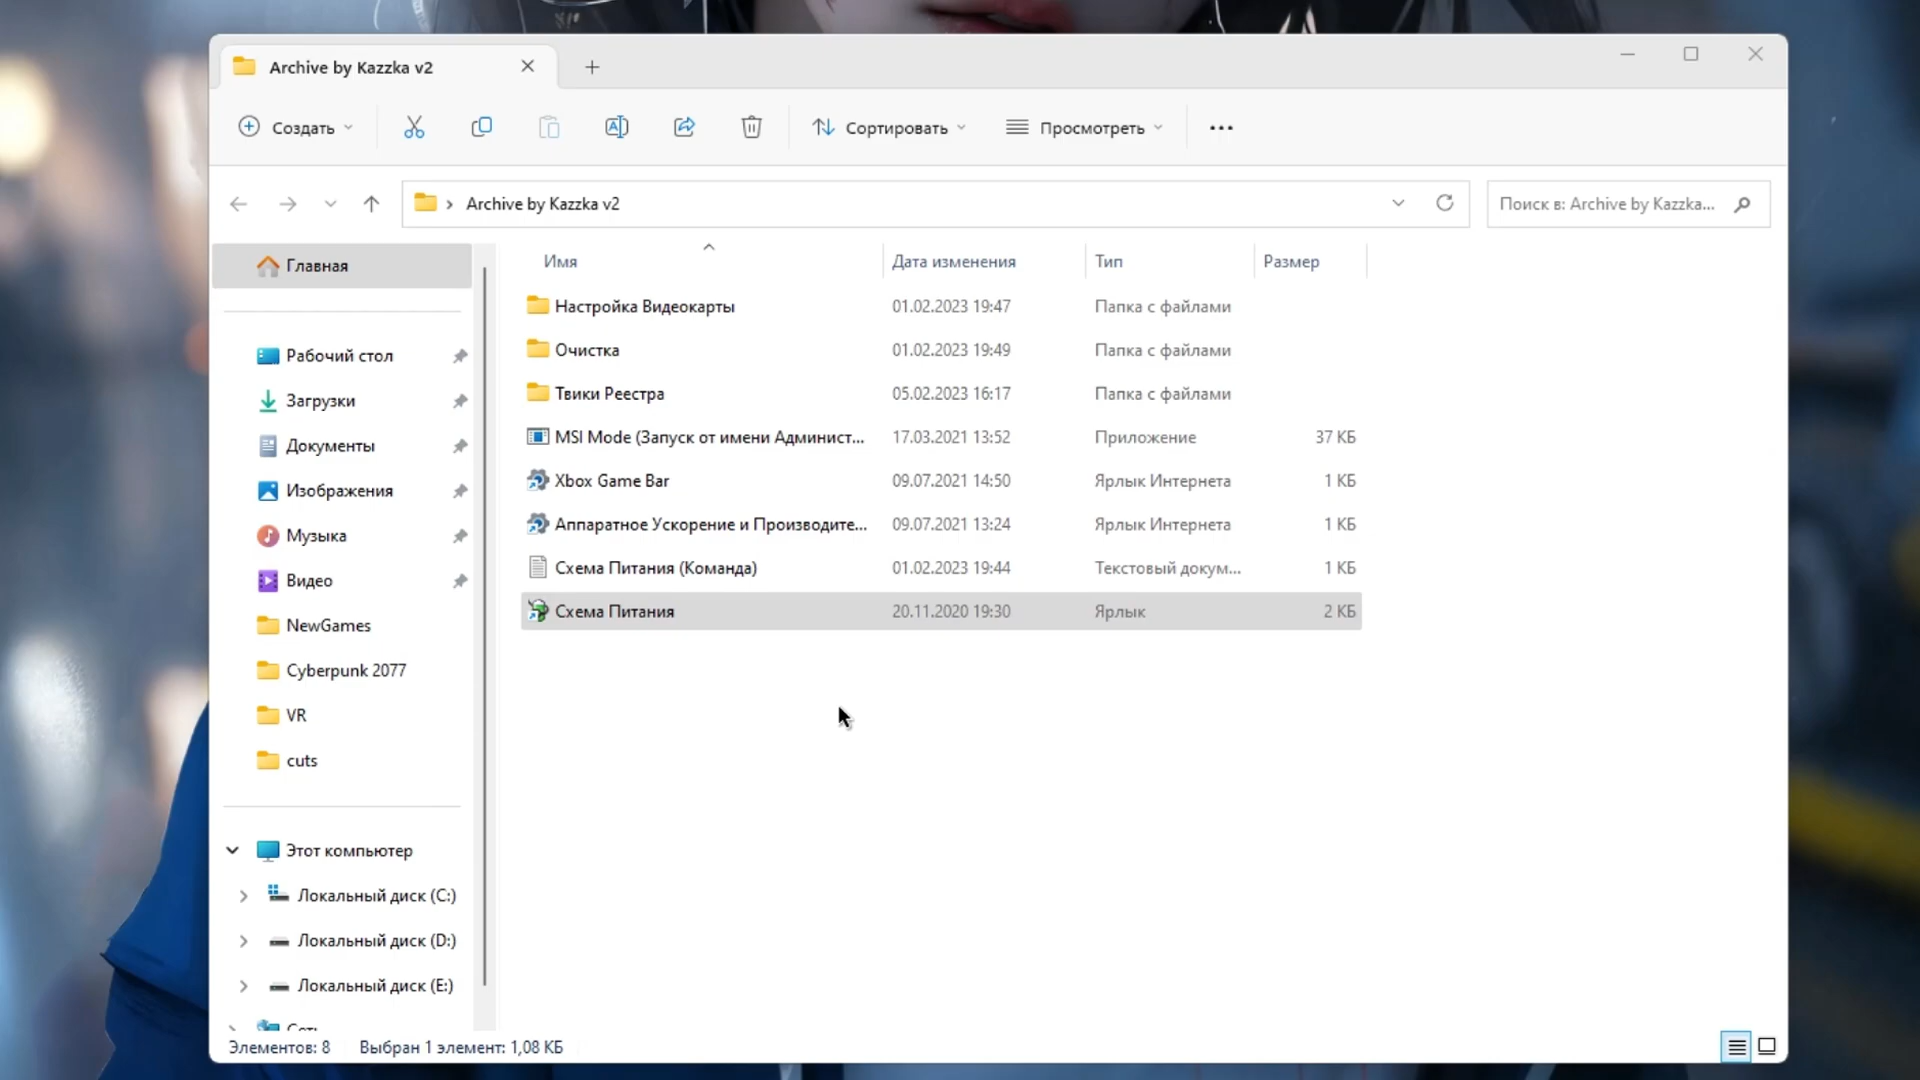 Archive by Kazzka v2
Создать
Сортировать
Просмотреть
Archive by Kazzka v2
Поиск в: Archive by Kazzka...
Главная
Рабочий стол
Загрузки
Документы
Изображения
Музыка
Видео
NewGames
Cyberpunk 2077
VR
cuts
Этот компьютер
Локальный диск (C:)
Локальный диск (D:)
Локальный диск (E:)
Сеть
Имя Дата изменения Тип Размер
Настройка Видеокарты 01.02.2023 19:47 Папка с файлами
Очистка 01.02.2023 19:49 Папка с файлами
Твики Реестра 05.02.2023 16:17 Папка с файлами
MSI Mode (Запуск от имени Админист... 17.03.2021 13:52 Приложение 37 КБ
Xbox Game Bar 09.07.2021 14:50 Ярлык Интернета 1 КБ
Аппаратное Ускорение и Производите... 09.07.2021 13:24 Ярлык Интернета 1 КБ
Схема Питания (Команда) 01.02.2023 19:44 Текстовый докум... 1 КБ
Схема Питания 20.11.2020 19:30 Ярлык 2 КБ
Элементов: 8 Выбран 1 элемент: 1,08 КБ